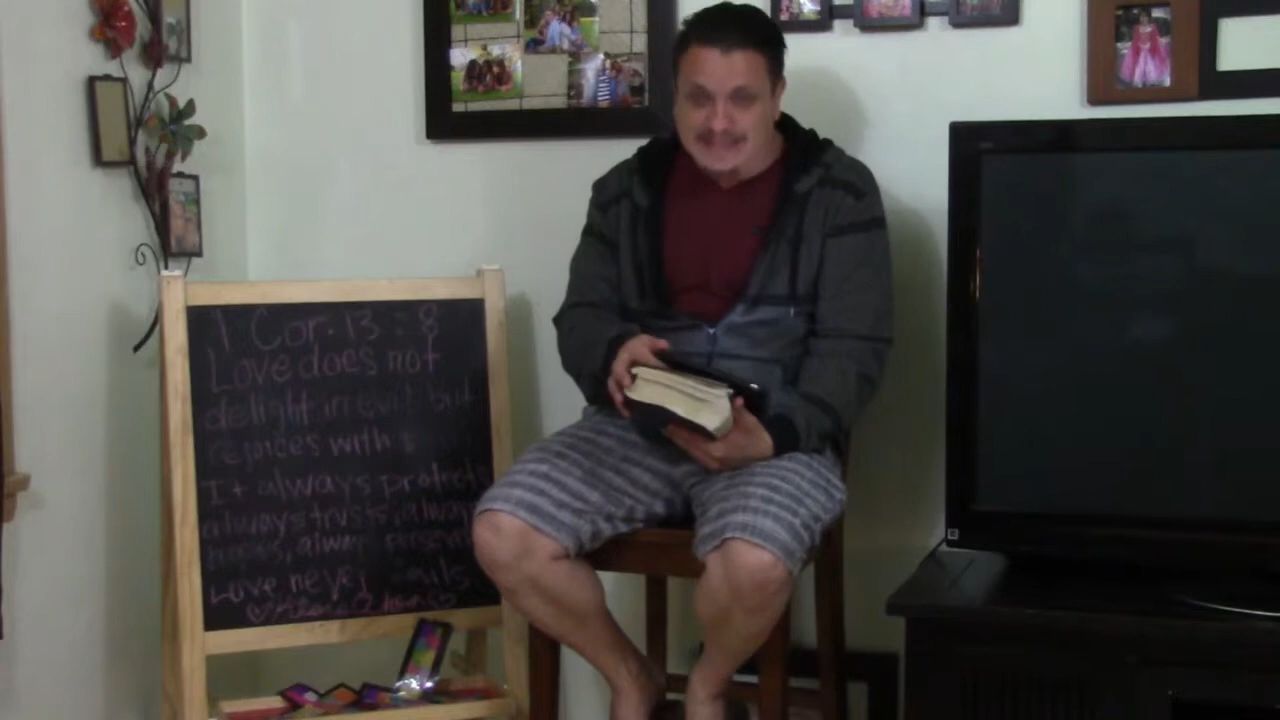 1 Cor. 13 : 8
Love does not
delight in evil but
rejoices with
It always protects
always trusts, always
hopes, always
Love never fails